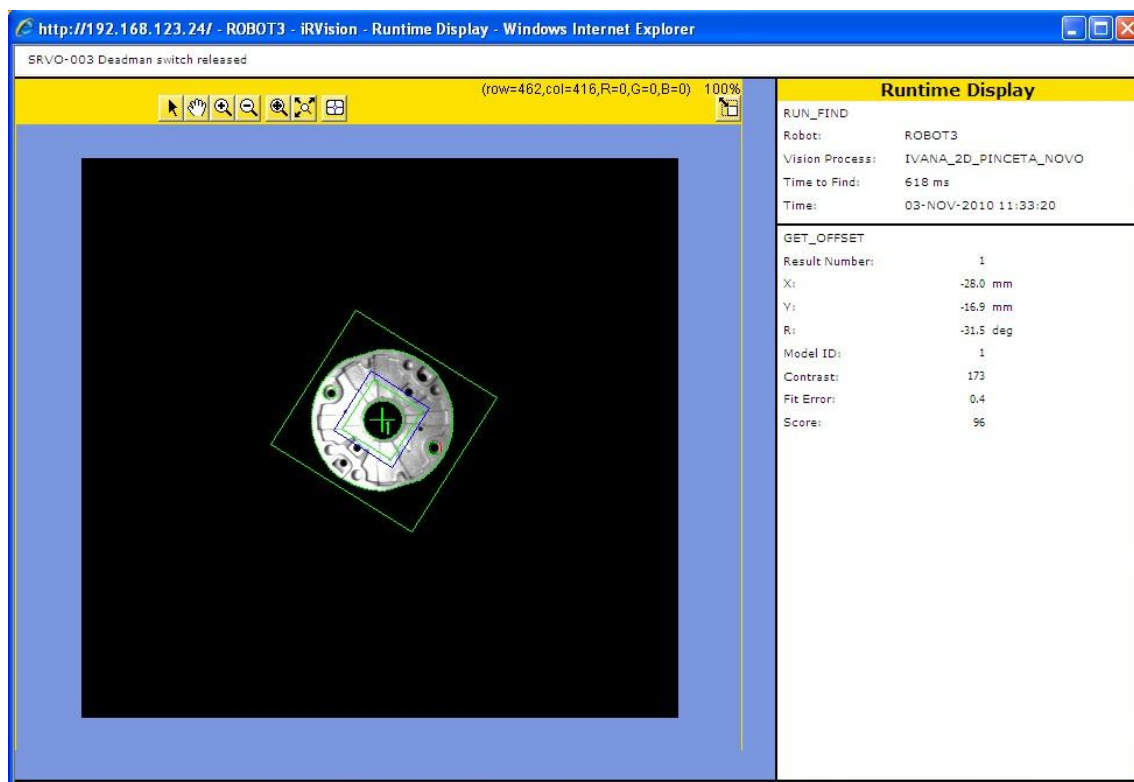 http://192.168.123.24/ - ROBOT3 - iRVision - Runtime Display - Windows Internet Explorer
SRVO-003 Deadman switch released
(row=462,col=416,R=0,G=0,B=0) 100%
1
Runtime Display
RUN_FIND
Robot: ROBOT3
Vision Process: IVANA_2D_PINCETA_NOVO
Time to Find: 618 ms
Time: 03-NOV-2010 11:33:20
GET_OFFSET
Result Number: 1
X: -28.0 mm
Y: -16.9 mm
R: -31.5 deg
Model ID: 1
Contrast: 173
Fit Error: 0.4
Score: 96